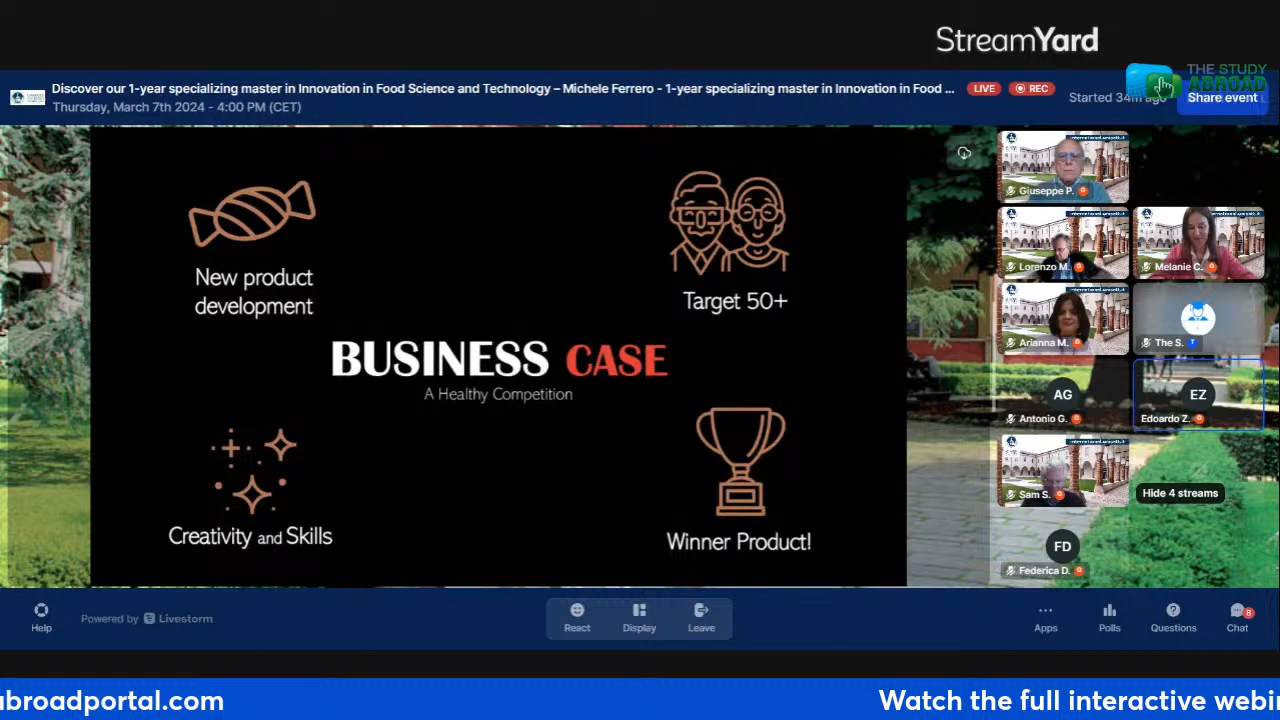 StreamYard
THE STUDY
ABROAD
Discover our 1-year specializing master in Innovation in Food Science and Technology – Michele Ferrero - 1-year specializing master in Innovation in Food ...
LIVE
REC
Thursday, March 7th 2024 - 4:00 PM (CET)
Started 34m ago
Share event
New product
development
Target 50+
BUSINESS CASE
A Healthy Competition
Creativity and Skills
Winner Product!
Giuseppe P.
Lorenzo M.
Melanie C.
Arianna M.
The S.
T
AG
Antonio G.
EZ
Edoardo Z.
Sam S.
Hide 4 streams
FD
Federica D.
Help
Powered by Livestorm
React
Display
Leave
Apps
Polls
Questions
Chat
8
abroadportal.com
Watch the full interactive webi